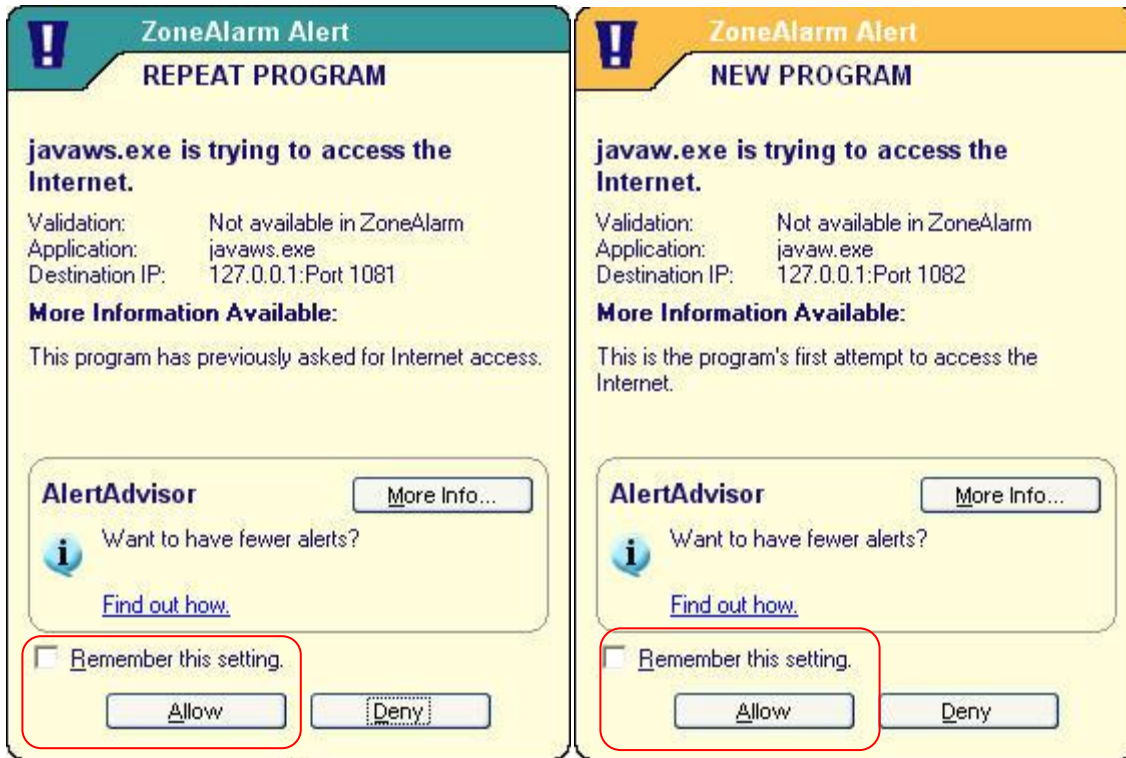 ZoneAlarm Alert
REPEAT PROGRAM
javaws.exe is trying to access the
Internet.
Validation: Not available in ZoneAlarm
Application: javaws.exe
Destination IP: 127.0.0.1:Port 1081
More Information Available:
This program has previously asked for Internet access.
AlertAdvisor
More Info...
Want to have fewer alerts?
Find out how.
Remember this setting.
Allow Deny
ZoneAlarm Alert
NEW PROGRAM
javaw.exe is trying to access the
Internet.
Validation: Not available in ZoneAlarm
Application: javaw.exe
Destination IP: 127.0.0.1:Port 1082
More Information Available:
This is the program's first attempt to access the
Internet.
AlertAdvisor
More Info...
Want to have fewer alerts?
Find out how.
Remember this setting.
Allow Deny